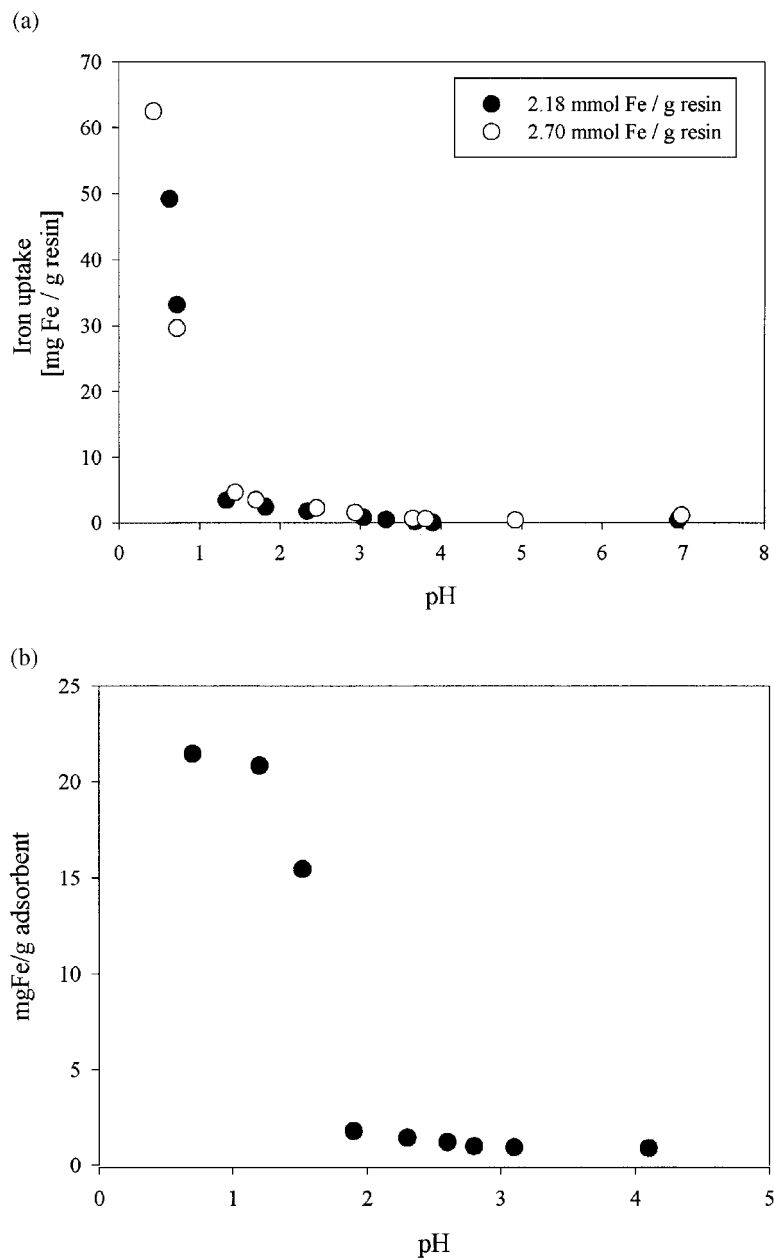 (a)
70
60
50
40
30
20
10
0
Iron uptake
[mg Fe / g resin]
2.18 mmol Fe / g resin
2.70 mmol Fe / g resin
0 1 2 3 4 5 6 7 8
pH
(b)
25
20
15
10
5
0
mgFe/g adsorbent
0 1 2 3 4 5
pH